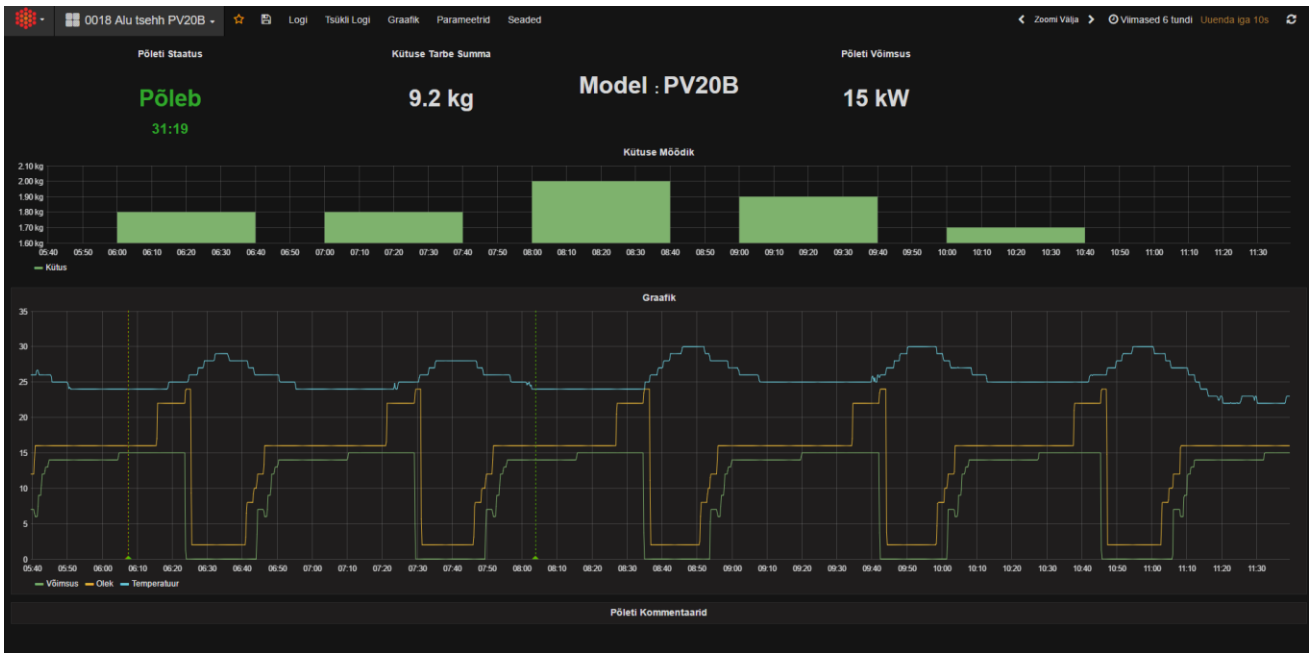 0018 Alu tsehh PV20B Logi Tsükli Logi Graafik Parameetrid Seaded Zoomi Välja Viimased 6 tundi Uuenda iga 10s
Põleti Staatus Kütuse Tarbe Summa Põleti Võimsus
Põleb 9.2 kg Model : PV20B 15 kW
31:19
Kütuse Mõõdik
2.10 kg
2.00 kg
1.90 kg
1.80 kg
1.70 kg
1.60 kg
05:40 05:50 06:00 06:10 06:20 06:30 06:40 06:50 07:00 07:10 07:20 07:30 07:40 07:50 08:00 08:10 08:20 08:30 08:40 08:50 09:00 09:10 09:20 09:30 09:40 09:50 10:00 10:10 10:20 10:30 10:40 10:50 11:00 11:10 11:20 11:30
Kütus
Graafik
35
30
25
20
15
10
5
0
05:40 05:50 06:00 06:10 06:20 06:30 06:40 06:50 07:00 07:10 07:20 07:30 07:40 07:50 08:00 08:10 08:20 08:30 08:40 08:50 09:00 09:10 09:20 09:30 09:40 09:50 10:00 10:10 10:20 10:30 10:40 10:50 11:00 11:10 11:20 11:30
Võimsus Olek Temperatuur
Põleti Kommentaarid